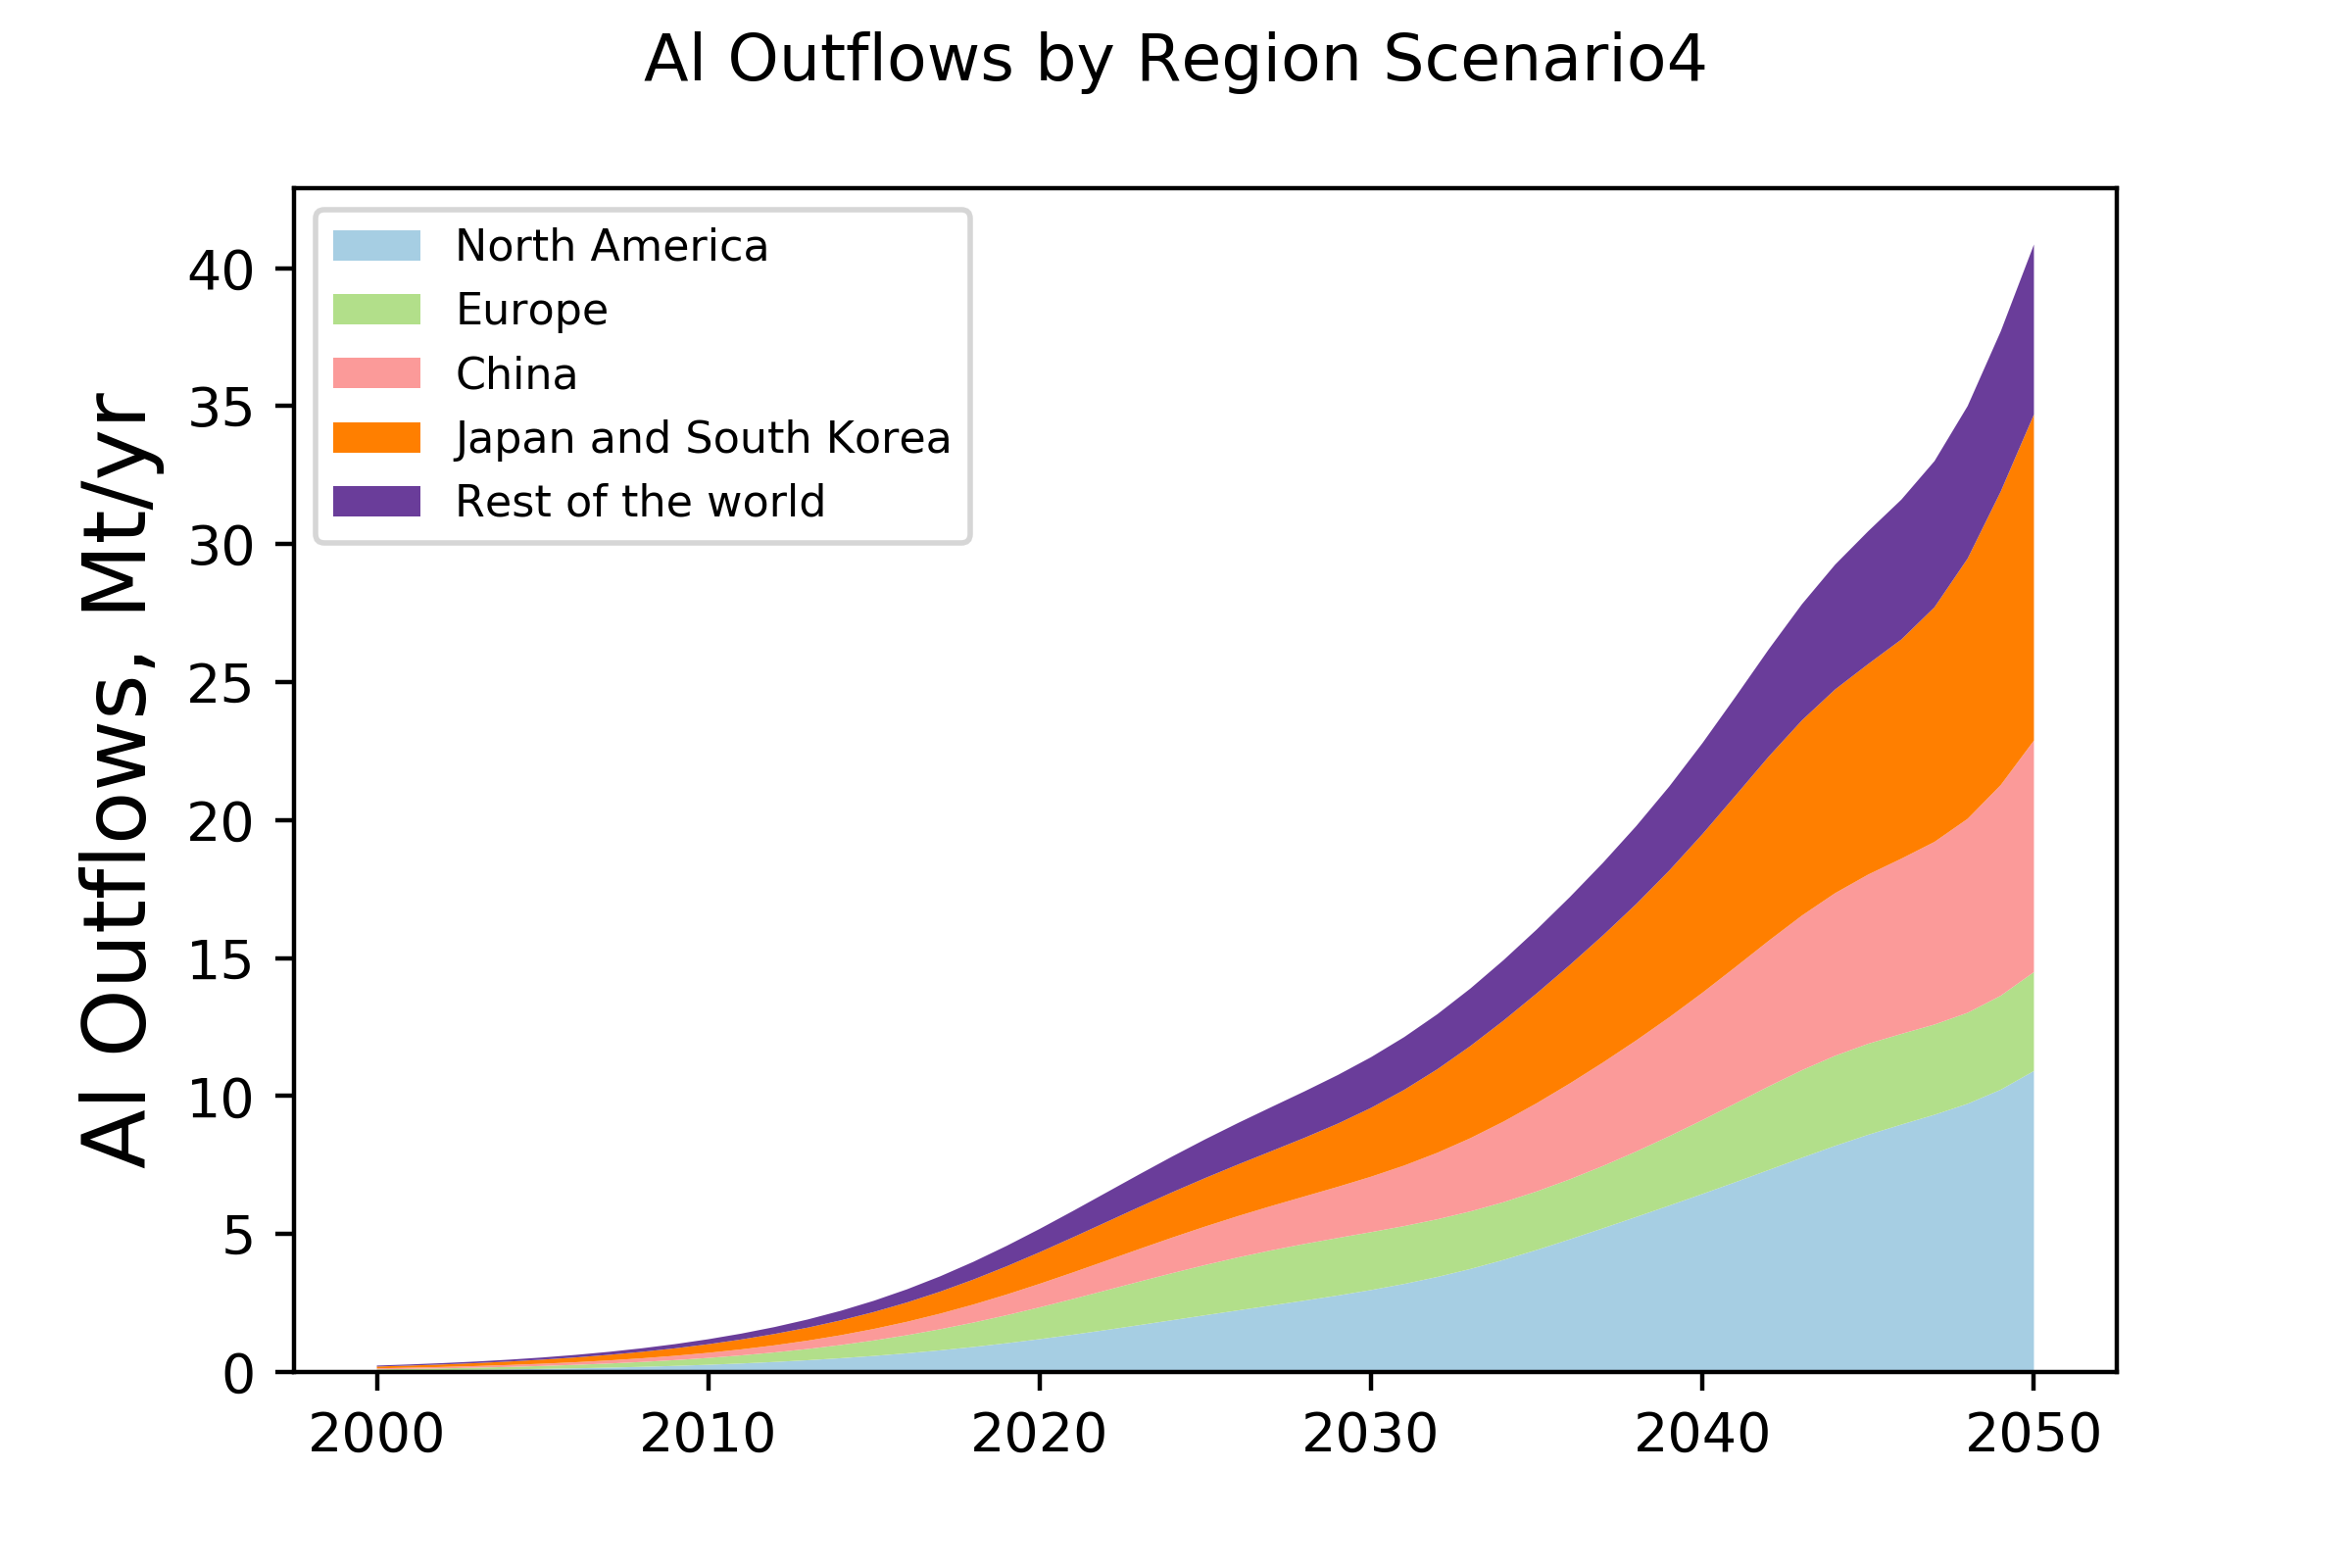 Al Outflows by Region Scenario4
Al Outflows, Mt/yr
40
35
30
25
20
15
10
5
0
North America
Europe
China
Japan and South Korea
Rest of the world
2000 2010 2020 2030 2040 2050